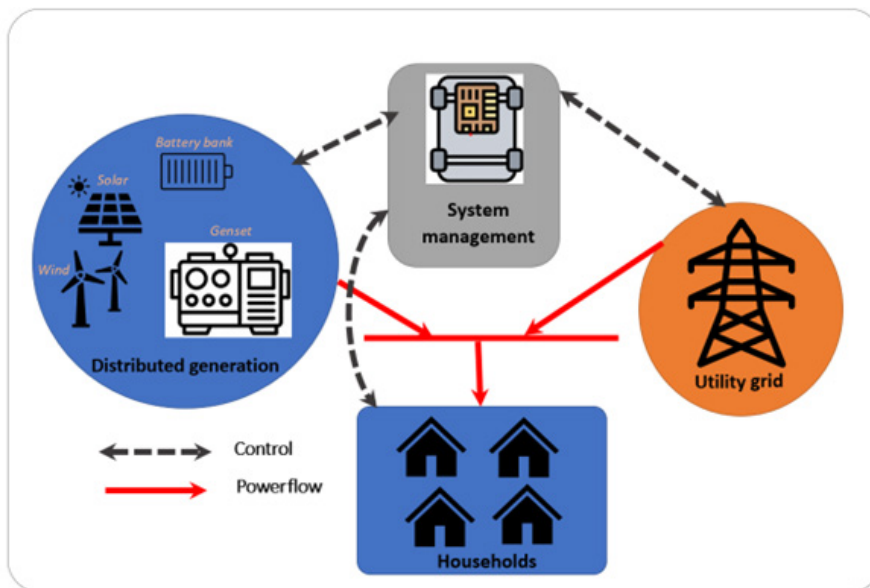 Battery bank
Solar
Genset
Wind
Distributed generation
System
management
Utility grid
Control
Powerflow
Households